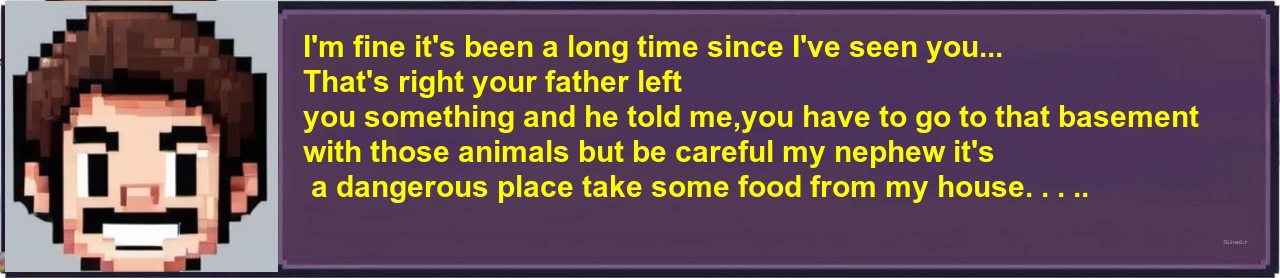 I'm fine it's been a long time since I've seen you...
That's right your father left
you something and he told me,you have to go to that basement
with those animals but be careful my nephew it's
a dangerous place take some food from my house. . . ..